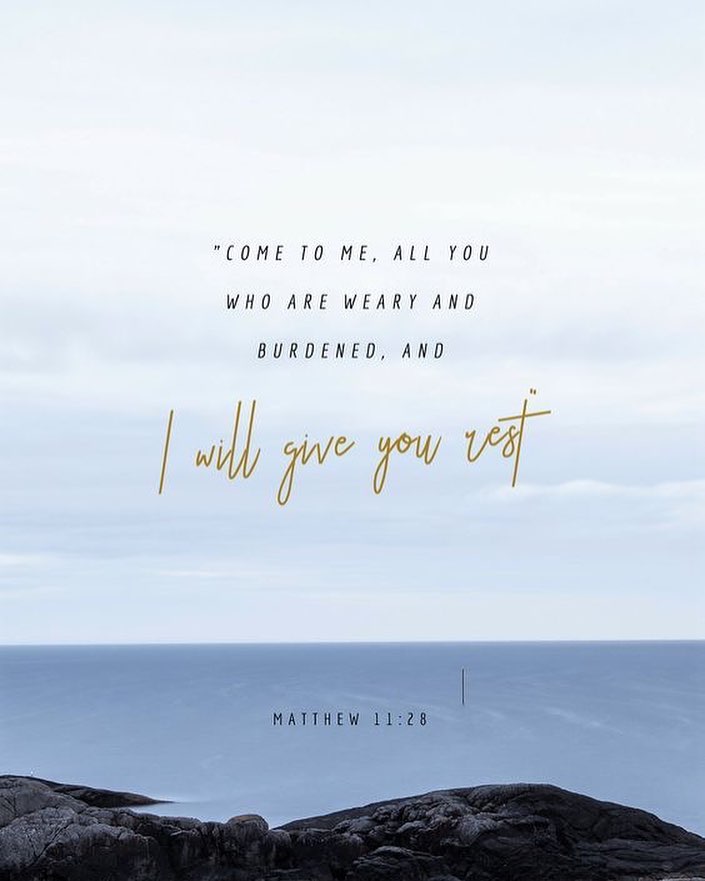 "COME TO ME, ALL YOU
WHO ARE WEARY AND
BURDENED, AND
I will give you rest"
MATTHEW 11:28